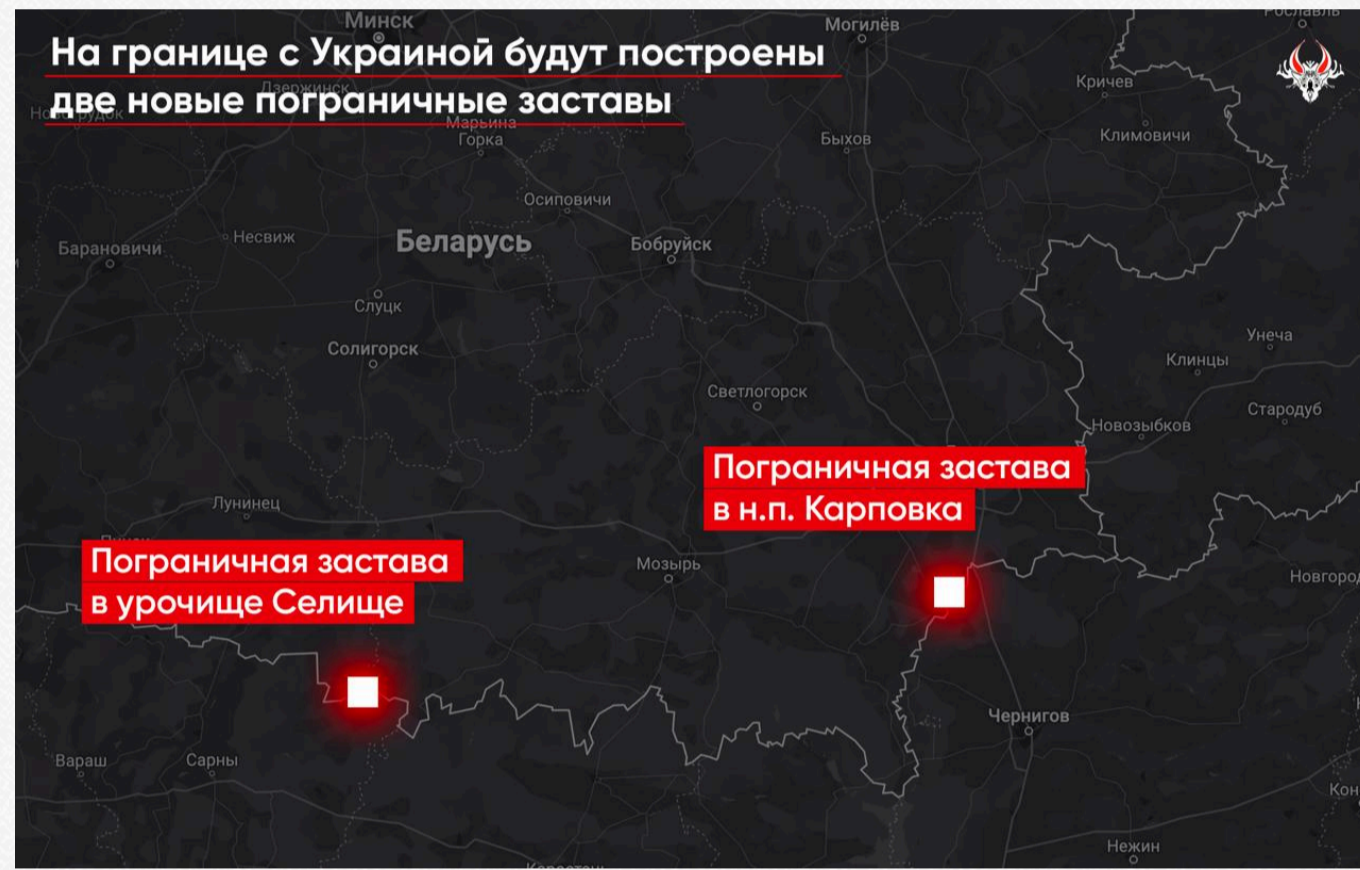 Минск
Могилёв
Рославль
На границе с Украиной будут построены
две новые пограничные заставы
Дзержинск
Марьина
Горка
Кричев
Быхов
Климовичи
Осиповичи
Несвиж
Барановичи
Беларусь
Бобруйск
Слуцк
Солигорск
Унеча
Клинцы
Светлогорск
Стародуб
Новозыбков
Пограничная застава
в н.п. Карповка
Лунинец
Пограничная застава
в урочище Селище
Мозырь
Новгород
Чернигов
Вараш
Сарны
Кон
Нежин